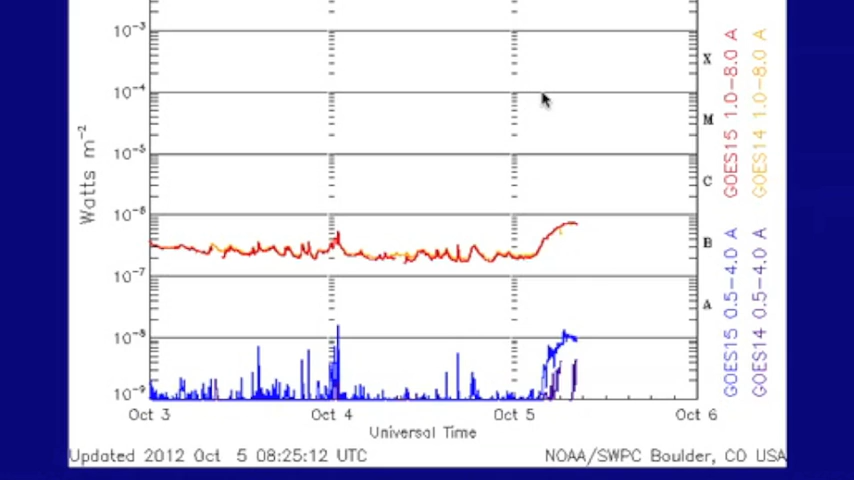 10⁻³
10⁻⁴
10⁻⁵
10⁻⁶
10⁻⁷
10⁻⁸
10⁻⁹
Watts m⁻²
X
M
C
B
A
GOES15 1.0-8.0 A
GOES14 1.0-8.0 A
GOES15 0.5-4.0 A
GOES14 0.5-4.0 A
Oct 3
Oct 4
Oct 5
Oct 6
Universal Time
Updated 2012 Oct 5 08:25:12 UTC
NOAA/SWPC Boulder, CO USA